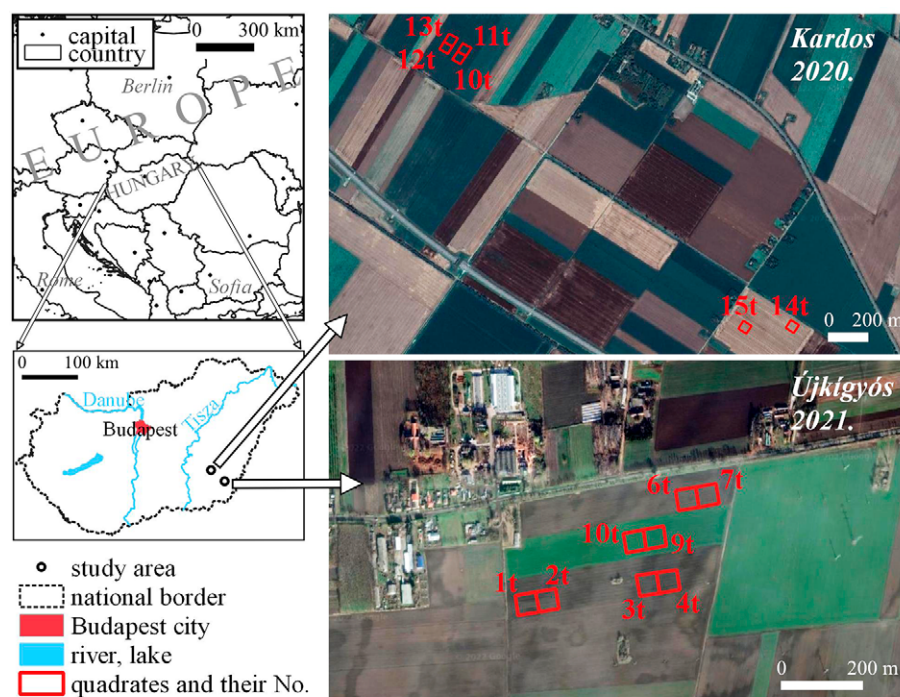 capital
country
0 300 km
Berlin
EUROPE
HUNGARY
Rome
Sofia
0 100 km
Danube
Tisza
Budapest
study area
national border
Budapest city
river, lake
quadrates and their No.
Kardos
2020.
13t
11t
12t
10t
15t
14t
0 200 m
Újkígyós
2021.
6t
7t
10t
9t
1t
2t
3t
4t
0 200 m